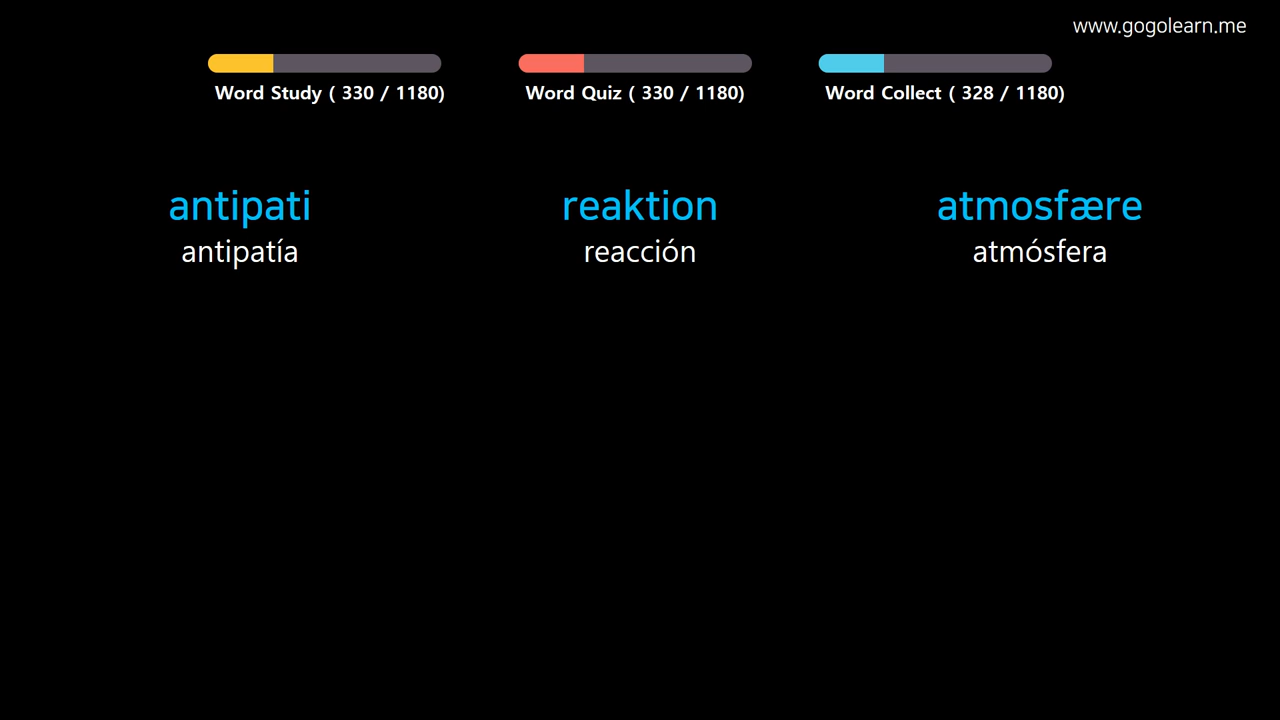 www.gogolearn.me
Word Study ( 330 / 1180)
Word Quiz ( 330 / 1180)
Word Collect ( 328 / 1180)
antipati
antipatía
reaktion
reacción
atmosfære
atmósfera